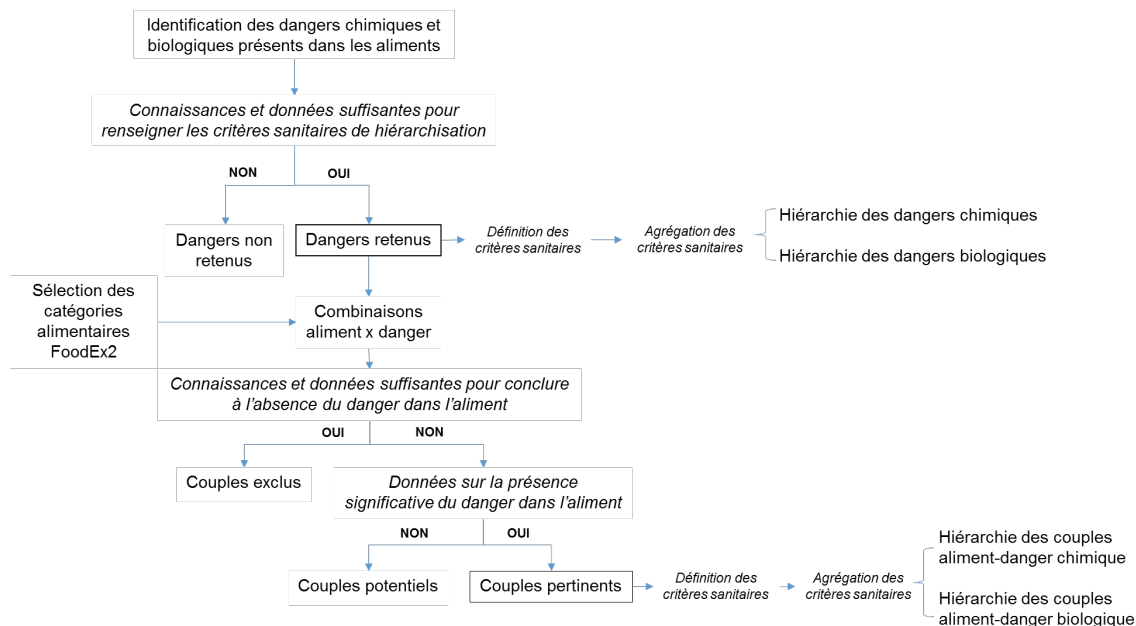 Identification des dangers chimiques et
biologiques présents dans les aliments
Connaissances et données suffisantes pour
renseigner les critères sanitaires de hiérarchisation
NON
OUI
Dangers non
retenus
Dangers retenus
Définition des
critères sanitaires
Agrégation des
critères sanitaires
Hiérarchie des dangers chimiques
Hiérarchie des dangers biologiques
Sélection des
catégories
alimentaires
FoodEx2
Combinaisons
aliment x danger
Connaissances et données suffisantes pour conclure
à l’absence du danger dans l’aliment
OUI
NON
Couples exclus
Données sur la présence
significative du danger dans l’aliment
NON
OUI
Couples potentiels
Couples pertinents
Définition des
critères sanitaires
Agrégation des
critères sanitaires
Hiérarchie des couples
aliment-danger chimique
Hiérarchie des couples
aliment-danger biologique